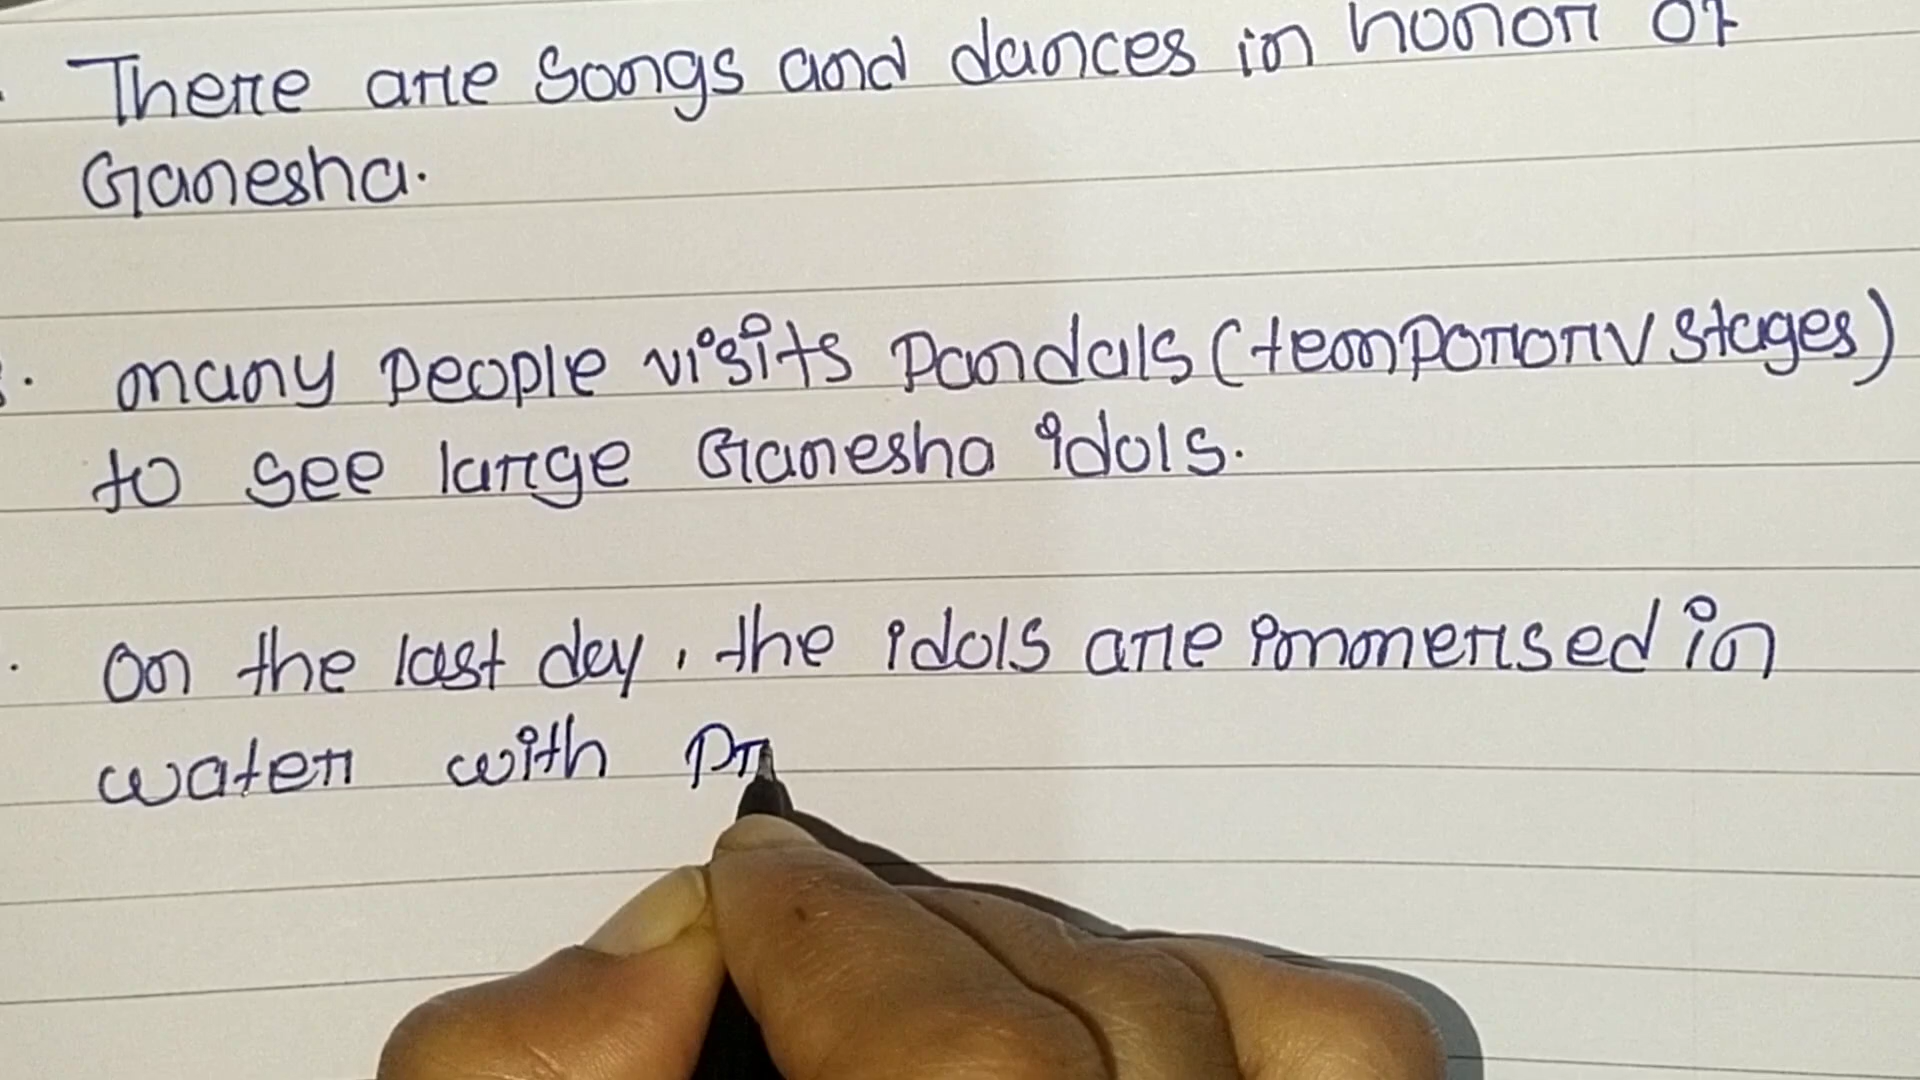 There are songs and dances in honor of
Ganesha.
many people visits pandals (temporary stages)
to see large Ganesha idols.
on the last day, the idols are immersed in
water with pr